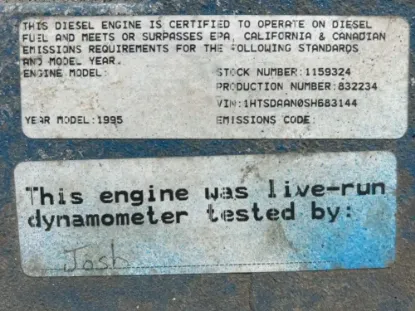 THIS DIESEL ENGINE IS CERTIFIED TO OPERATE ON DIESEL
FUEL AND MEETS OR SURPASSES EPA, CALIFORNIA & CANADIAN
EMISSIONS REQUIREMENTS FOR THE FOLLOWING STANDARDS
AND MODEL YEAR.
ENGINE MODEL: STOCK NUMBER:1159324
PRODUCTION NUMBER:832234
VIN:1HTSDAAN0SH683144
YEAR MODEL:1995 EMISSIONS CODE:
This engine was live-run
dynamometer tested by:
Josh